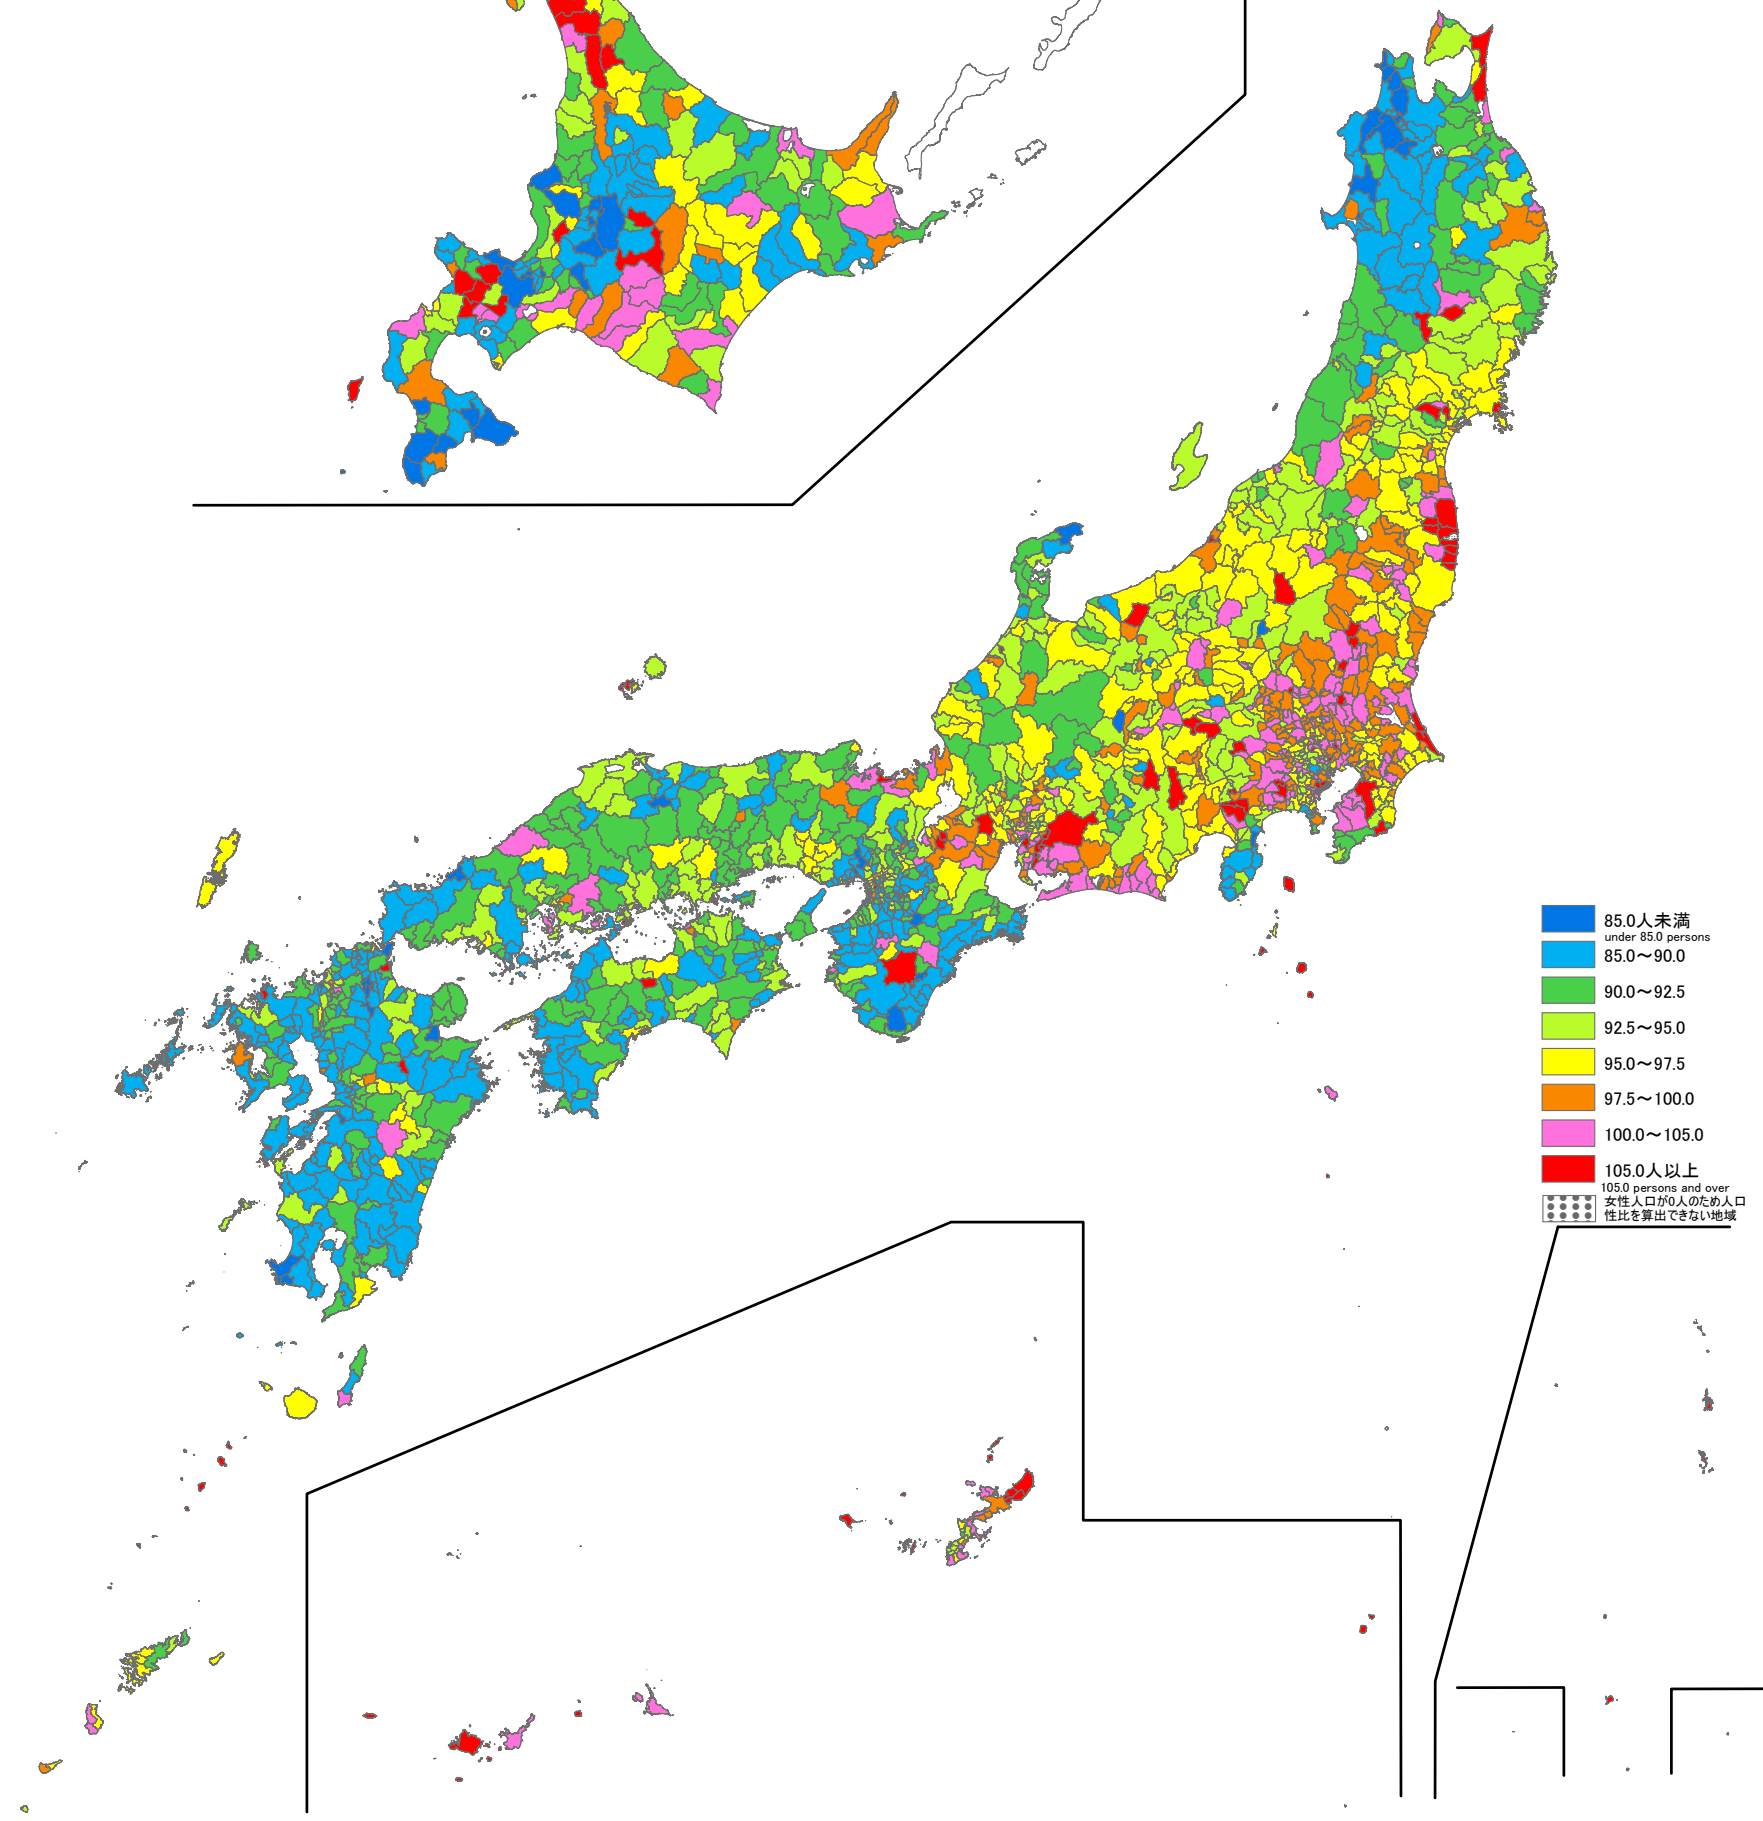 85.0人未満
under 85.0 persons
85.0～90.0
90.0～92.5
92.5～95.0
95.0～97.5
97.5～100.0
100.0～105.0
105.0人以上
105.0 persons and over
女性人口が0人のため人口
性比を算出できない地域